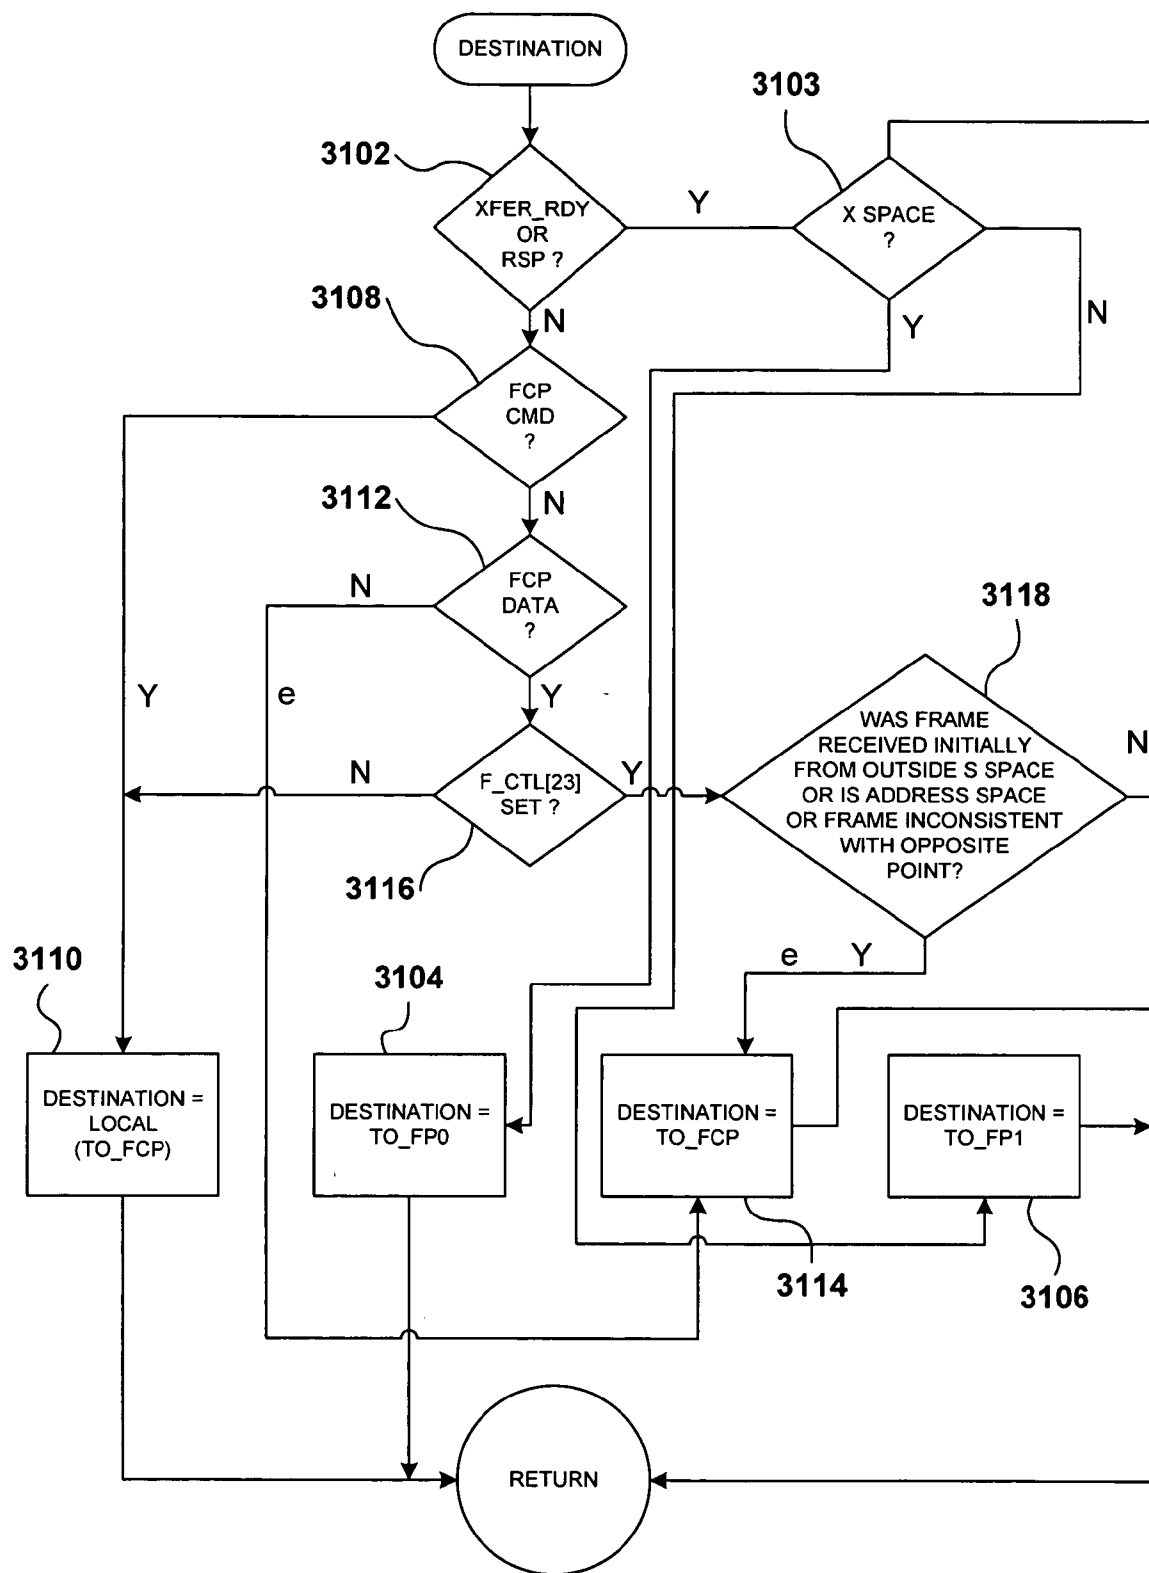 DESTINATION
3103
3102
XFER_RDY
OR
RSP ?
Y
X SPACE
?
3108
N
Y
N
FCP
CMD
?
3112
N
N
FCP
DATA
?
3118
Y
e
Y
WAS FRAME
RECEIVED INITIALLY
FROM OUTSIDE S SPACE
OR IS ADDRESS SPACE
OR FRAME INCONSISTENT
WITH OPPOSITE
POINT?
N
N
F_CTL[23]
SET ?
Y
3116
e
Y
3110
3104
DESTINATION =
LOCAL
(TO_FCP)
DESTINATION =
TO_FP0
DESTINATION =
TO_FCP
DESTINATION =
TO_FP1
3114
3106
RETURN